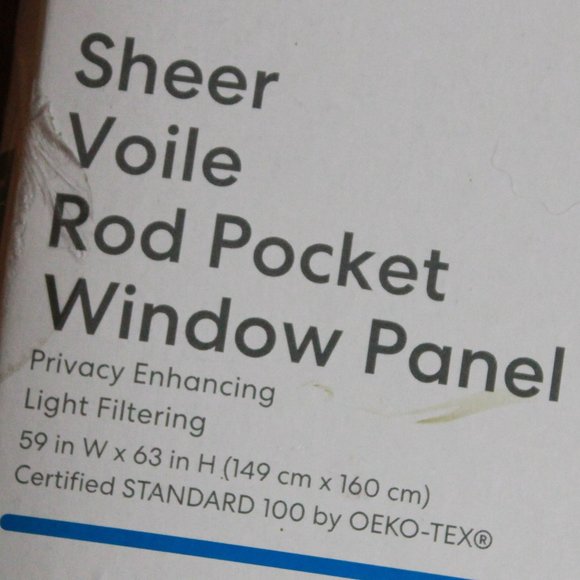 Sheer
Voile
Rod Pocket
Window Panel
Privacy Enhancing
Light Filtering
59 in W x 63 in H (149 cm x 160 cm)
Certified STANDARD 100 by OEKO-TEX®